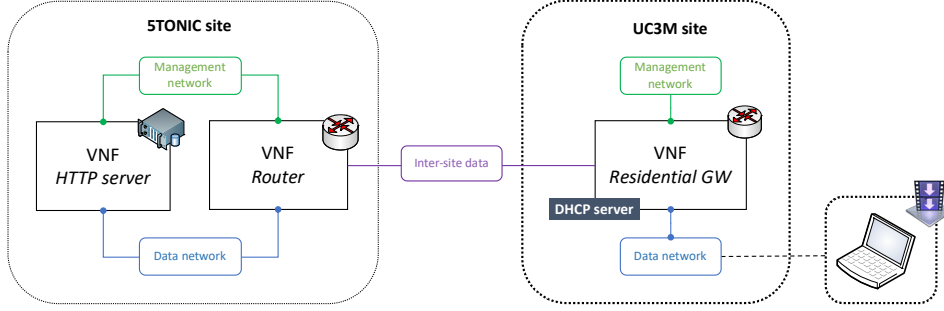 5TONIC site
UC3M site
Management
network
Management
network
VNF
HTTP server
VNF
Router
Inter-site data
VNF
Residential GW
DHCP server
Data network
Data network